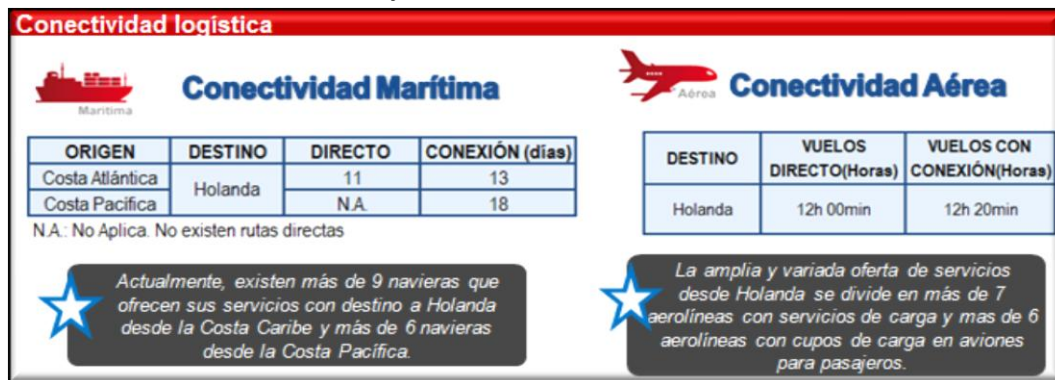 Conectividad logística
Marítima
Conectividad Marítima
ORIGEN DESTINO DIRECTO CONEXIÓN (días)
Costa Atlántica Holanda 11 13
Costa Pacífica N.A. 18
N.A.: No Aplica. No existen rutas directas
Actualmente, existen más de 9 navieras que
ofrecen sus servicios con destino a Holanda
desde la Costa Caribe y más de 6 navieras
desde la Costa Pacífica.
Aérea
Conectividad Aérea
DESTINO VUELOS DIRECTO(Horas) VUELOS CON CONEXIÓN(Horas)
Holanda 12h 00min 12h 20min
La amplia y variada oferta de servicios
desde Holanda se divide en más de 7
aerolíneas con servicios de carga y mas de 6
aerolíneas con cupos de carga en aviones
para pasajeros.